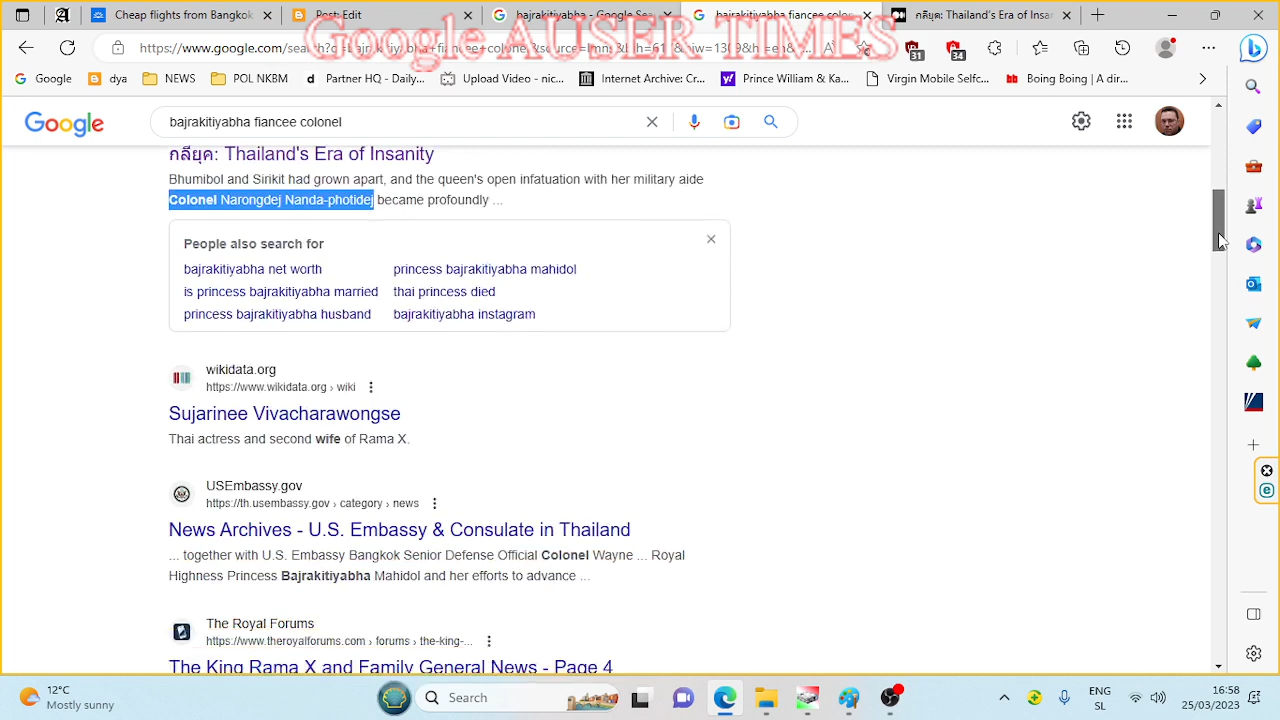 Cheap flights from Bangkok
Post: Edit
bajrakitiyabha - Google Sea
bajrakitiyabha fiancee colonel
กลียุค: Thailand's Era of Insar
Google AUSER TIMES
31
34
Google
dya
NEWS
POL NKBM
Partner HQ - Daily...
Upload Video - nic...
Internet Archive: Cr...
Prince William & Ka...
Virgin Mobile Selfc...
Boing Boing | A dir...
Google
bajrakitiyabha fiancee colonel
กลียุค: Thailand's Era of Insanity
Bhumibol and Sirikit had grown apart, and the queen's open infatuation with her military aide
Colonel Narongdej Nanda-photidej became profoundly ...
People also search for
bajrakitiyabha net worth
princess bajrakitiyabha mahidol
is princess bajrakitiyabha married
thai princess died
princess bajrakitiyabha husband
bajrakitiyabha instagram
wikidata.org
https://www.wikidata.org › wiki
Sujarinee Vivacharawongse
Thai actress and second wife of Rama X.
USEmbassy.gov
https://th.usembassy.gov › category › news
News Archives - U.S. Embassy & Consulate in Thailand
... together with U.S. Embassy Bangkok Senior Defense Official Colonel Wayne ... Royal
Highness Princess Bajrakitiyabha Mahidol and her efforts to advance ...
The Royal Forums
https://www.theroyalforums.com › forums › the-king-...
The King Rama X and Family General News - Page 4
12°C
Mostly sunny
Search
ENG
SL
16:58
25/03/2023